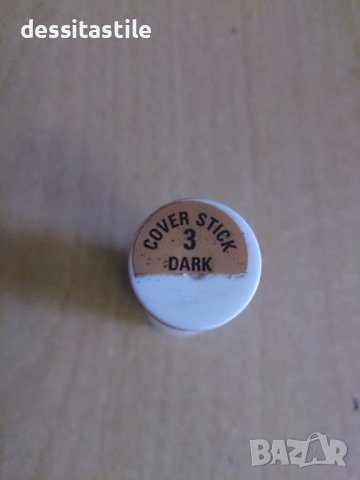 dessitastile
COVER STICK
3
DARK
BAZAR